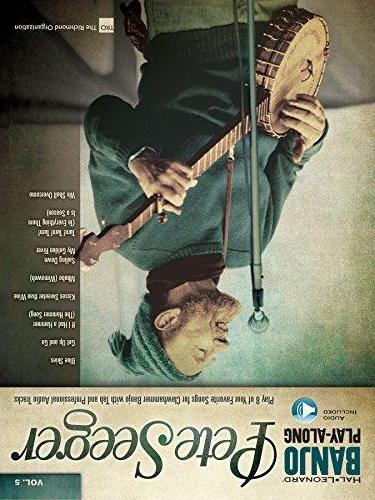 HAL•LEONARD®
BANJO
PLAY-ALONG
AUDIO
INCLUDED
VOL. 5
Pete Seeger
Play 8 of Your Favorite Songs for Clawhammer Banjo with Tab and Professional Audio Tracks
Blue Skies
Get Up and Go
If I Had a Hammer
(The Hammer Song)
Kisses Sweeter than Wine
Mbube (Wimoweh)
Sailing Down
My Golden River
Turn! Turn! Turn!
(To Everything There
Is a Season)
We Shall Overcome
TRO
The Richmond Organization